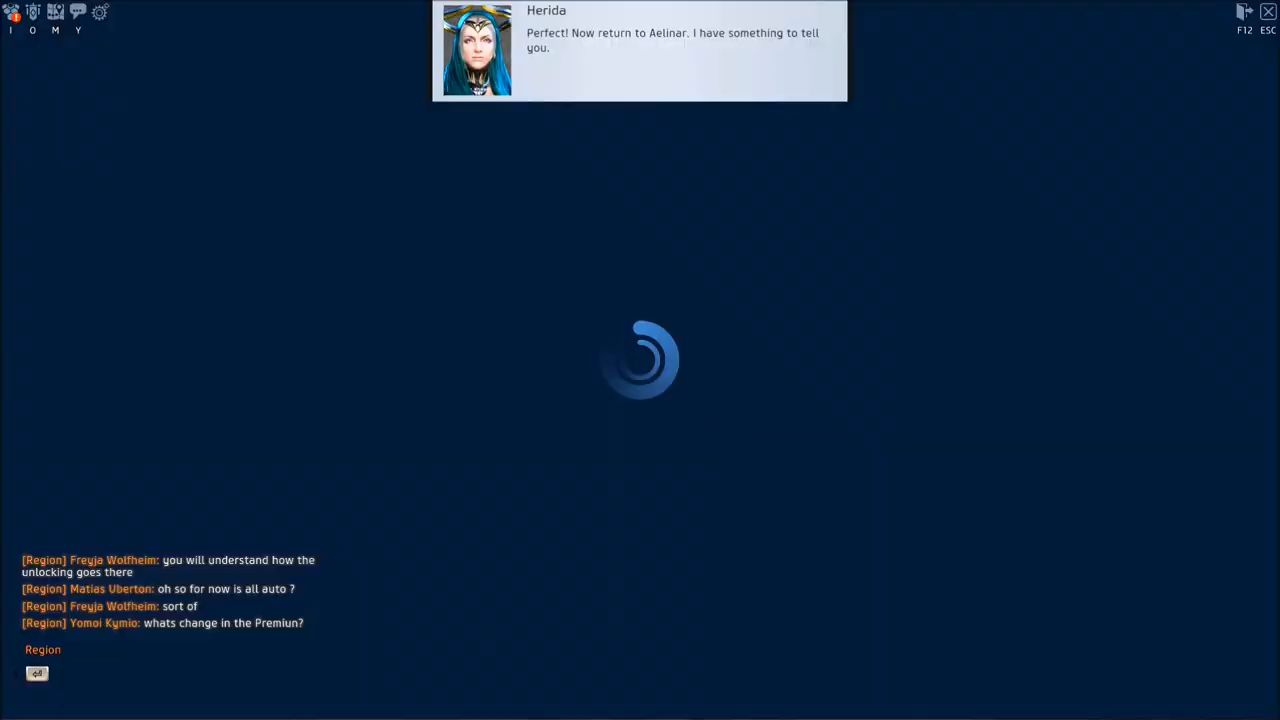 I O M Y
Herida
Perfect! Now return to Aelinar. I have something to tell
you.
F12 ESC
[Region] Freyja Wolfheim: you will understand how the
unlocking goes there
[Region] Matias Uberton: oh so for now is all auto ?
[Region] Freyja Wolfheim: sort of
[Region] Yomoi Kymio: whats change in the Premiun?
Region